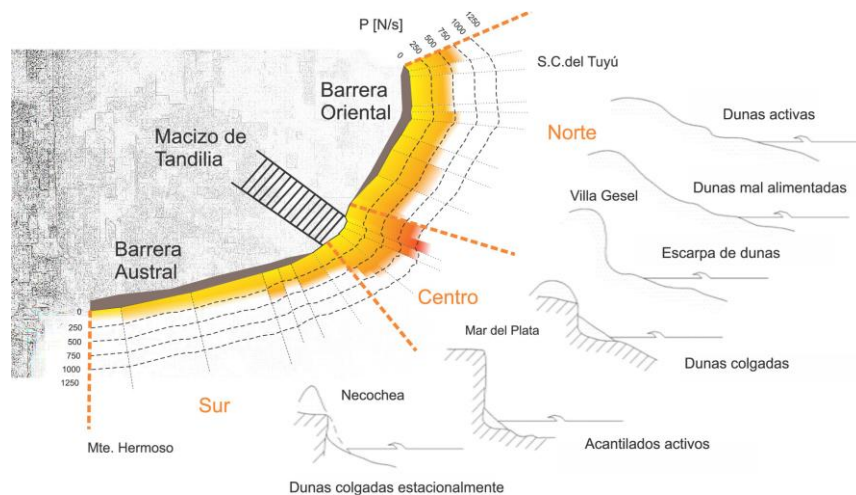 P [N/s]
0
250
500
750
1000
1250
S.C.del Tuyú
Barrera
Oriental
Norte
Dunas activas
Macizo de
Tandilia
Villa Gesel
Dunas mal alimentadas
Barrera
Austral
Escarpa de dunas
Centro
0
250
500
750
1000
1250
Mar del Plata
Dunas colgadas
Sur
Necochea
Mte. Hermoso
Acantilados activos
Dunas colgadas estacionalmente